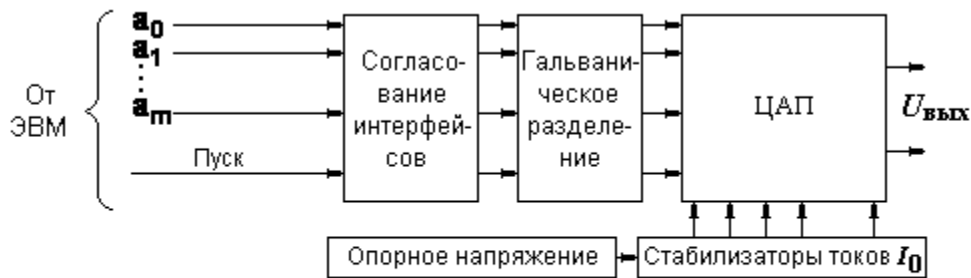 От
ЭВМ
a0
a1
am
Пуск
Согласо-
вание
интерфей-
сов
Гальвани-
ческое
разделе-
ние
ЦАП
Uвых
Опорное напряжение
Стабилизаторы токов I0